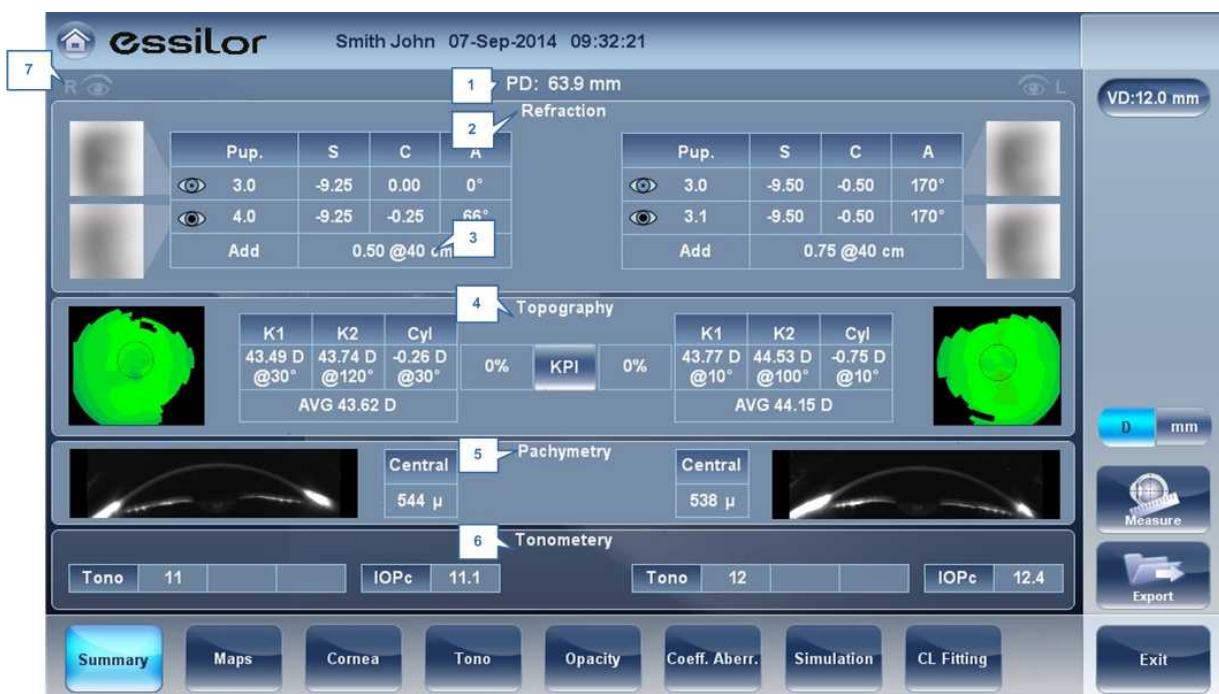 essilor
Smith John 07-Sep-2014 09:32:21
7
R
1
PD: 63.9 mm
L
VD:12.0 mm
2
Refraction
Pup. S C A
3.0 -9.25 0.00 0°
4.0 -9.25 -0.25 66°
Add 0.50 @40 cm
3
Pup. S C A
3.0 -9.50 -0.50 170°
3.1 -9.50 -0.50 170°
Add 0.75 @40 cm
4
Topography
K1 K2 Cyl
43.49 D 43.74 D -0.26 D
@30° @120° @30°
AVG 43.62 D
0% KPI 0%
K1 K2 Cyl
43.77 D 44.53 D -0.75 D
@10° @100° @10°
AVG 44.15 D
D mm
5
Pachymetry
Central
544 μ
Central
538 μ
Measure
6
Tonometery
Tono 11
IOPc 11.1
Tono 12
IOPc 12.4
Export
Summary Maps Cornea Tono Opacity Coeff. Aberr. Simulation CL Fitting Exit